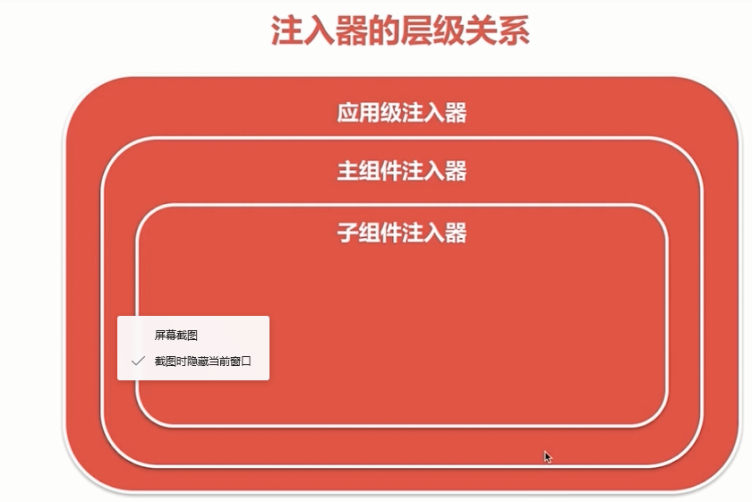 注入器的层级关系
应用级注入器
主组件注入器
子组件注入器
屏幕截图
截图时隐藏当前窗口